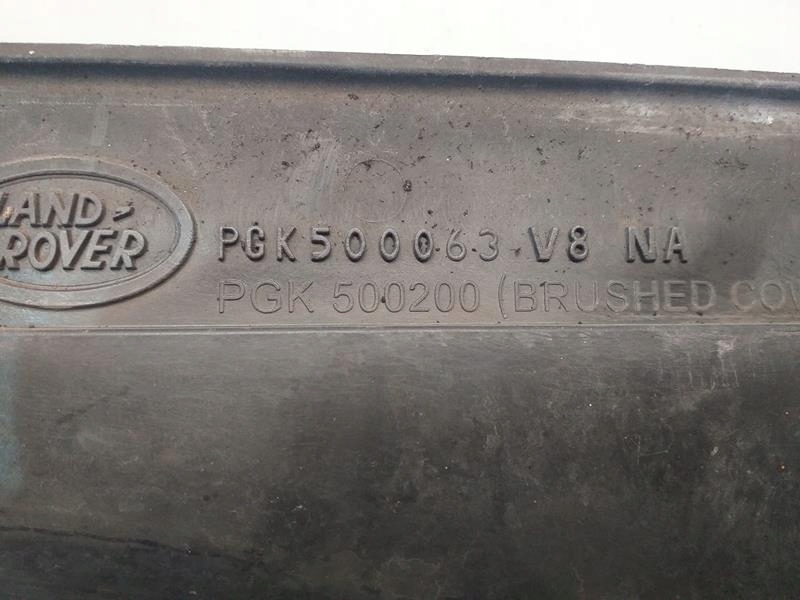 LAND-
ROVER
PGK500063 V8 NA
PGK 500200 (BRUSHED